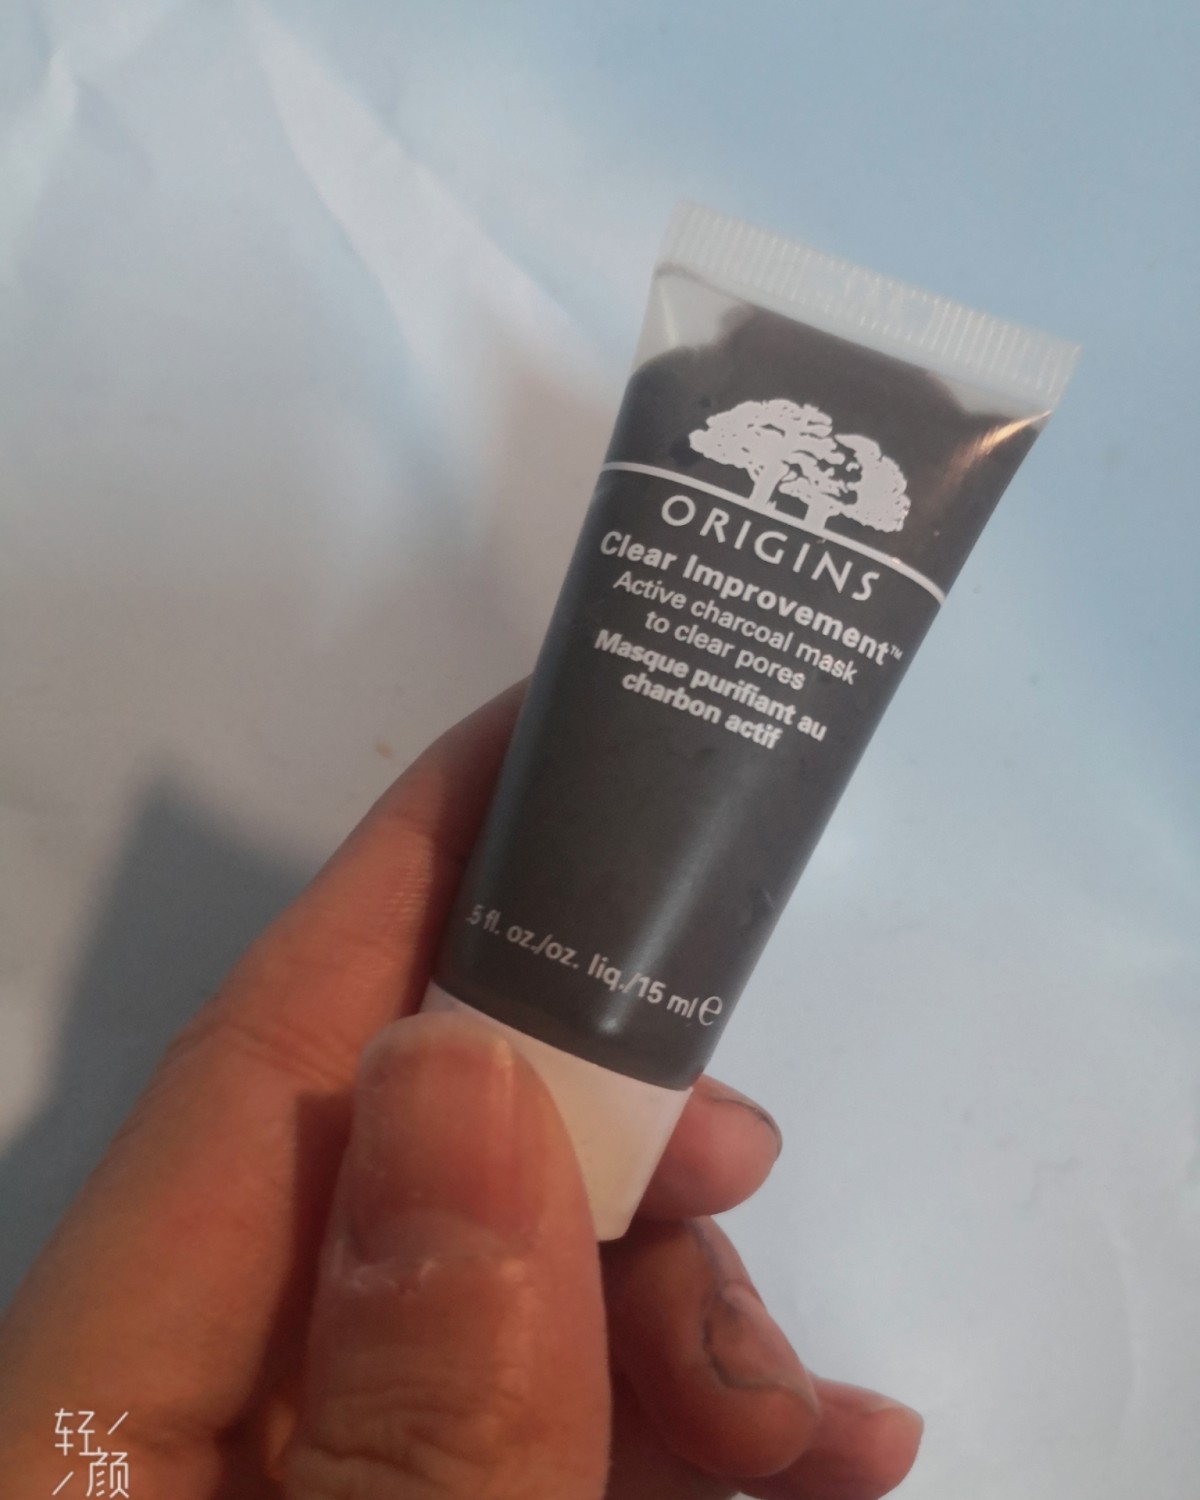 ORIGINS
Clear Improvement™
Active charcoal mask
to clear pores
Masque purifiant au
charbon actif
.5 fl. oz./oz. liq./15 ml ℮
轻
颜